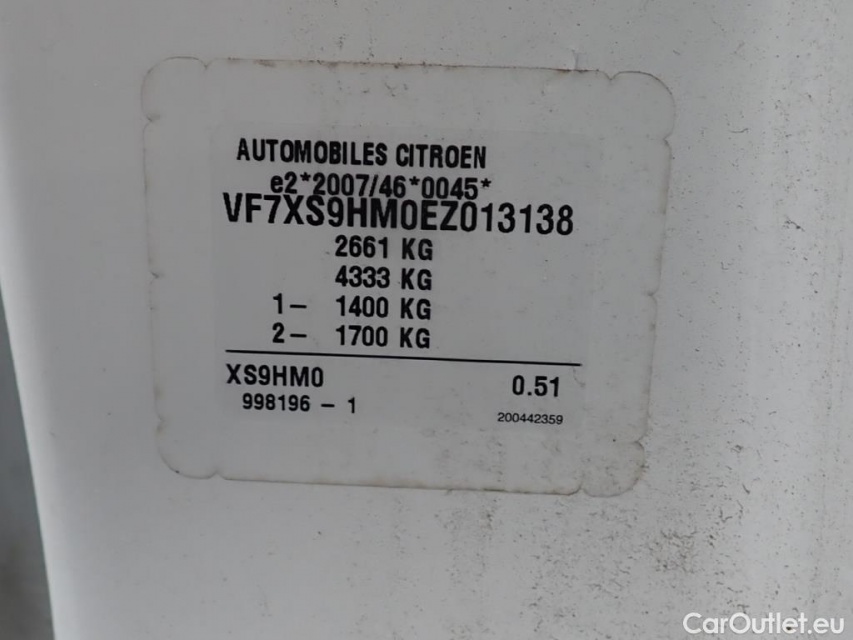 AUTOMOBILES CITROEN
e2*2007/46*0045*
VF7XS9HM0EZ013138
2661 KG
4333 KG
1- 1400 KG
2- 1700 KG
XS9HM0 0.51
998196 - 1 200442359
CarOutlet.eu